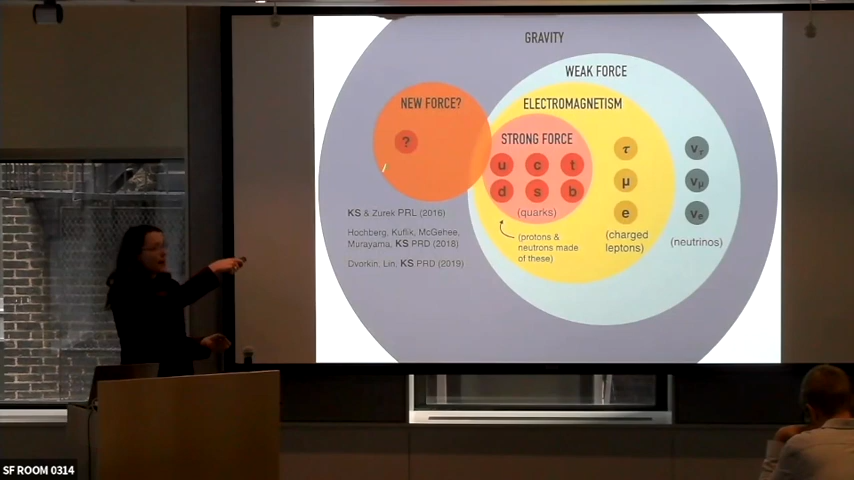 GRAVITY
WEAK FORCE
NEW FORCE?
ELECTROMAGNETISM
?
STRONG FORCE
u c t
d s b
(quarks)
τ
μ
e
(charged
leptons)
ντ
νμ
νe
(neutrinos)
(protons &
neutrons made
of these)
KS & Zurek PRL (2016)
Hochberg, Kuflik, McGehee,
Murayama, KS PRD (2018)
Dvorkin, Lin, KS PRD (2019)
SF ROOM 0314